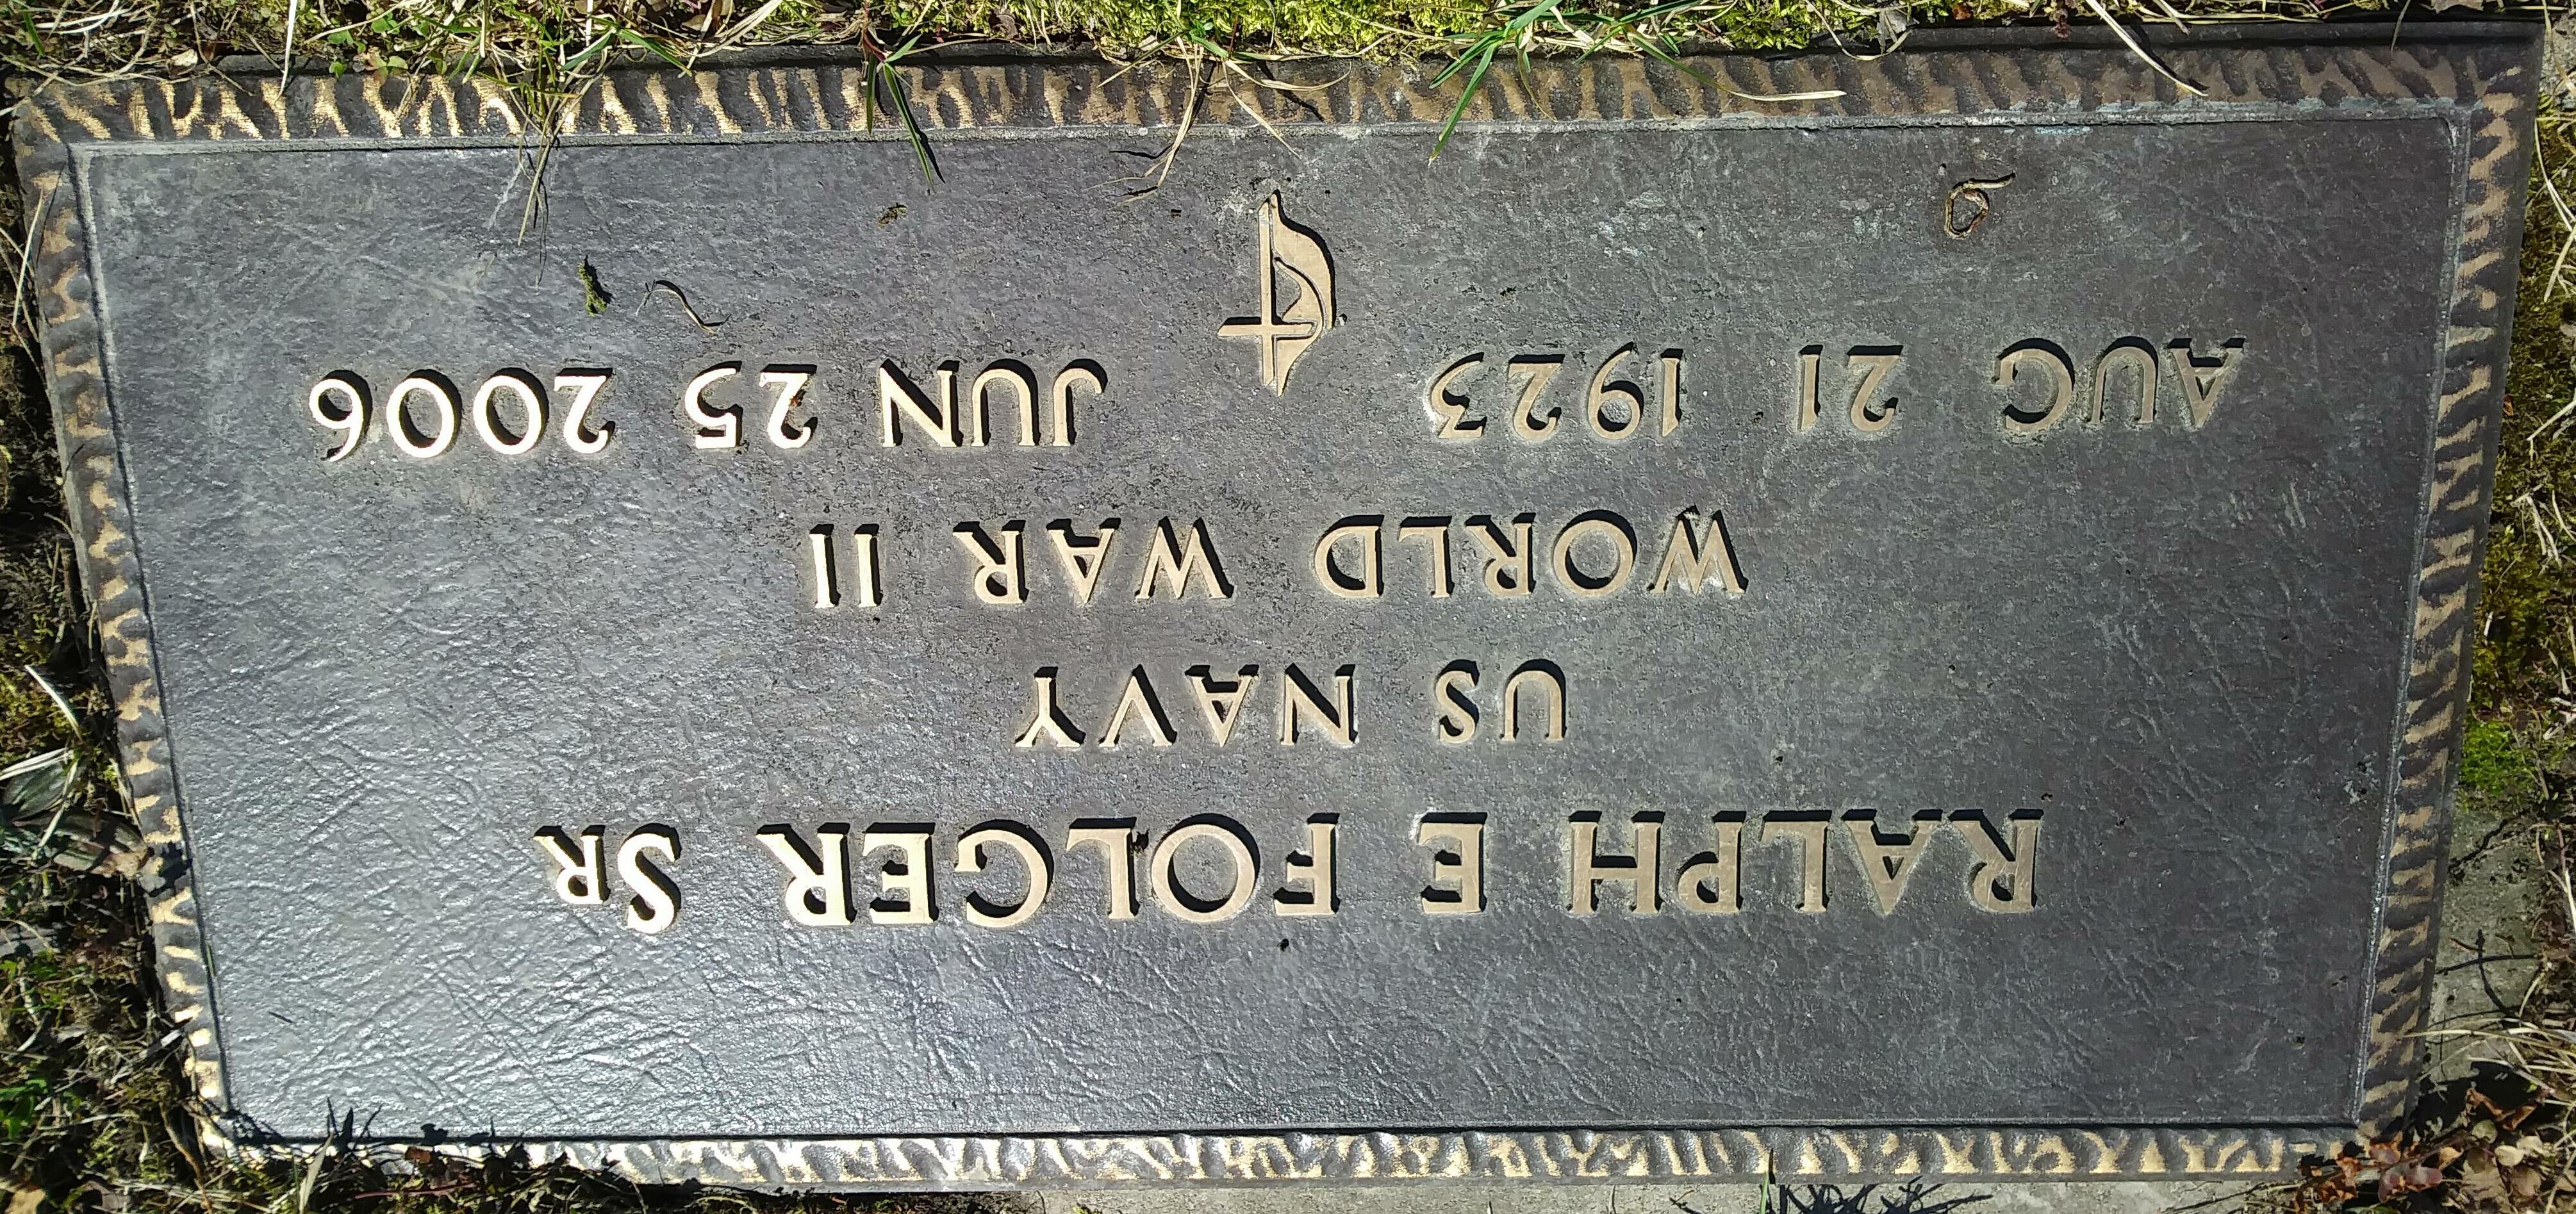 RALPH E FOLGER SR
US NAVY
WORLD WAR II
AUG 21 1923 JUN 25 2006